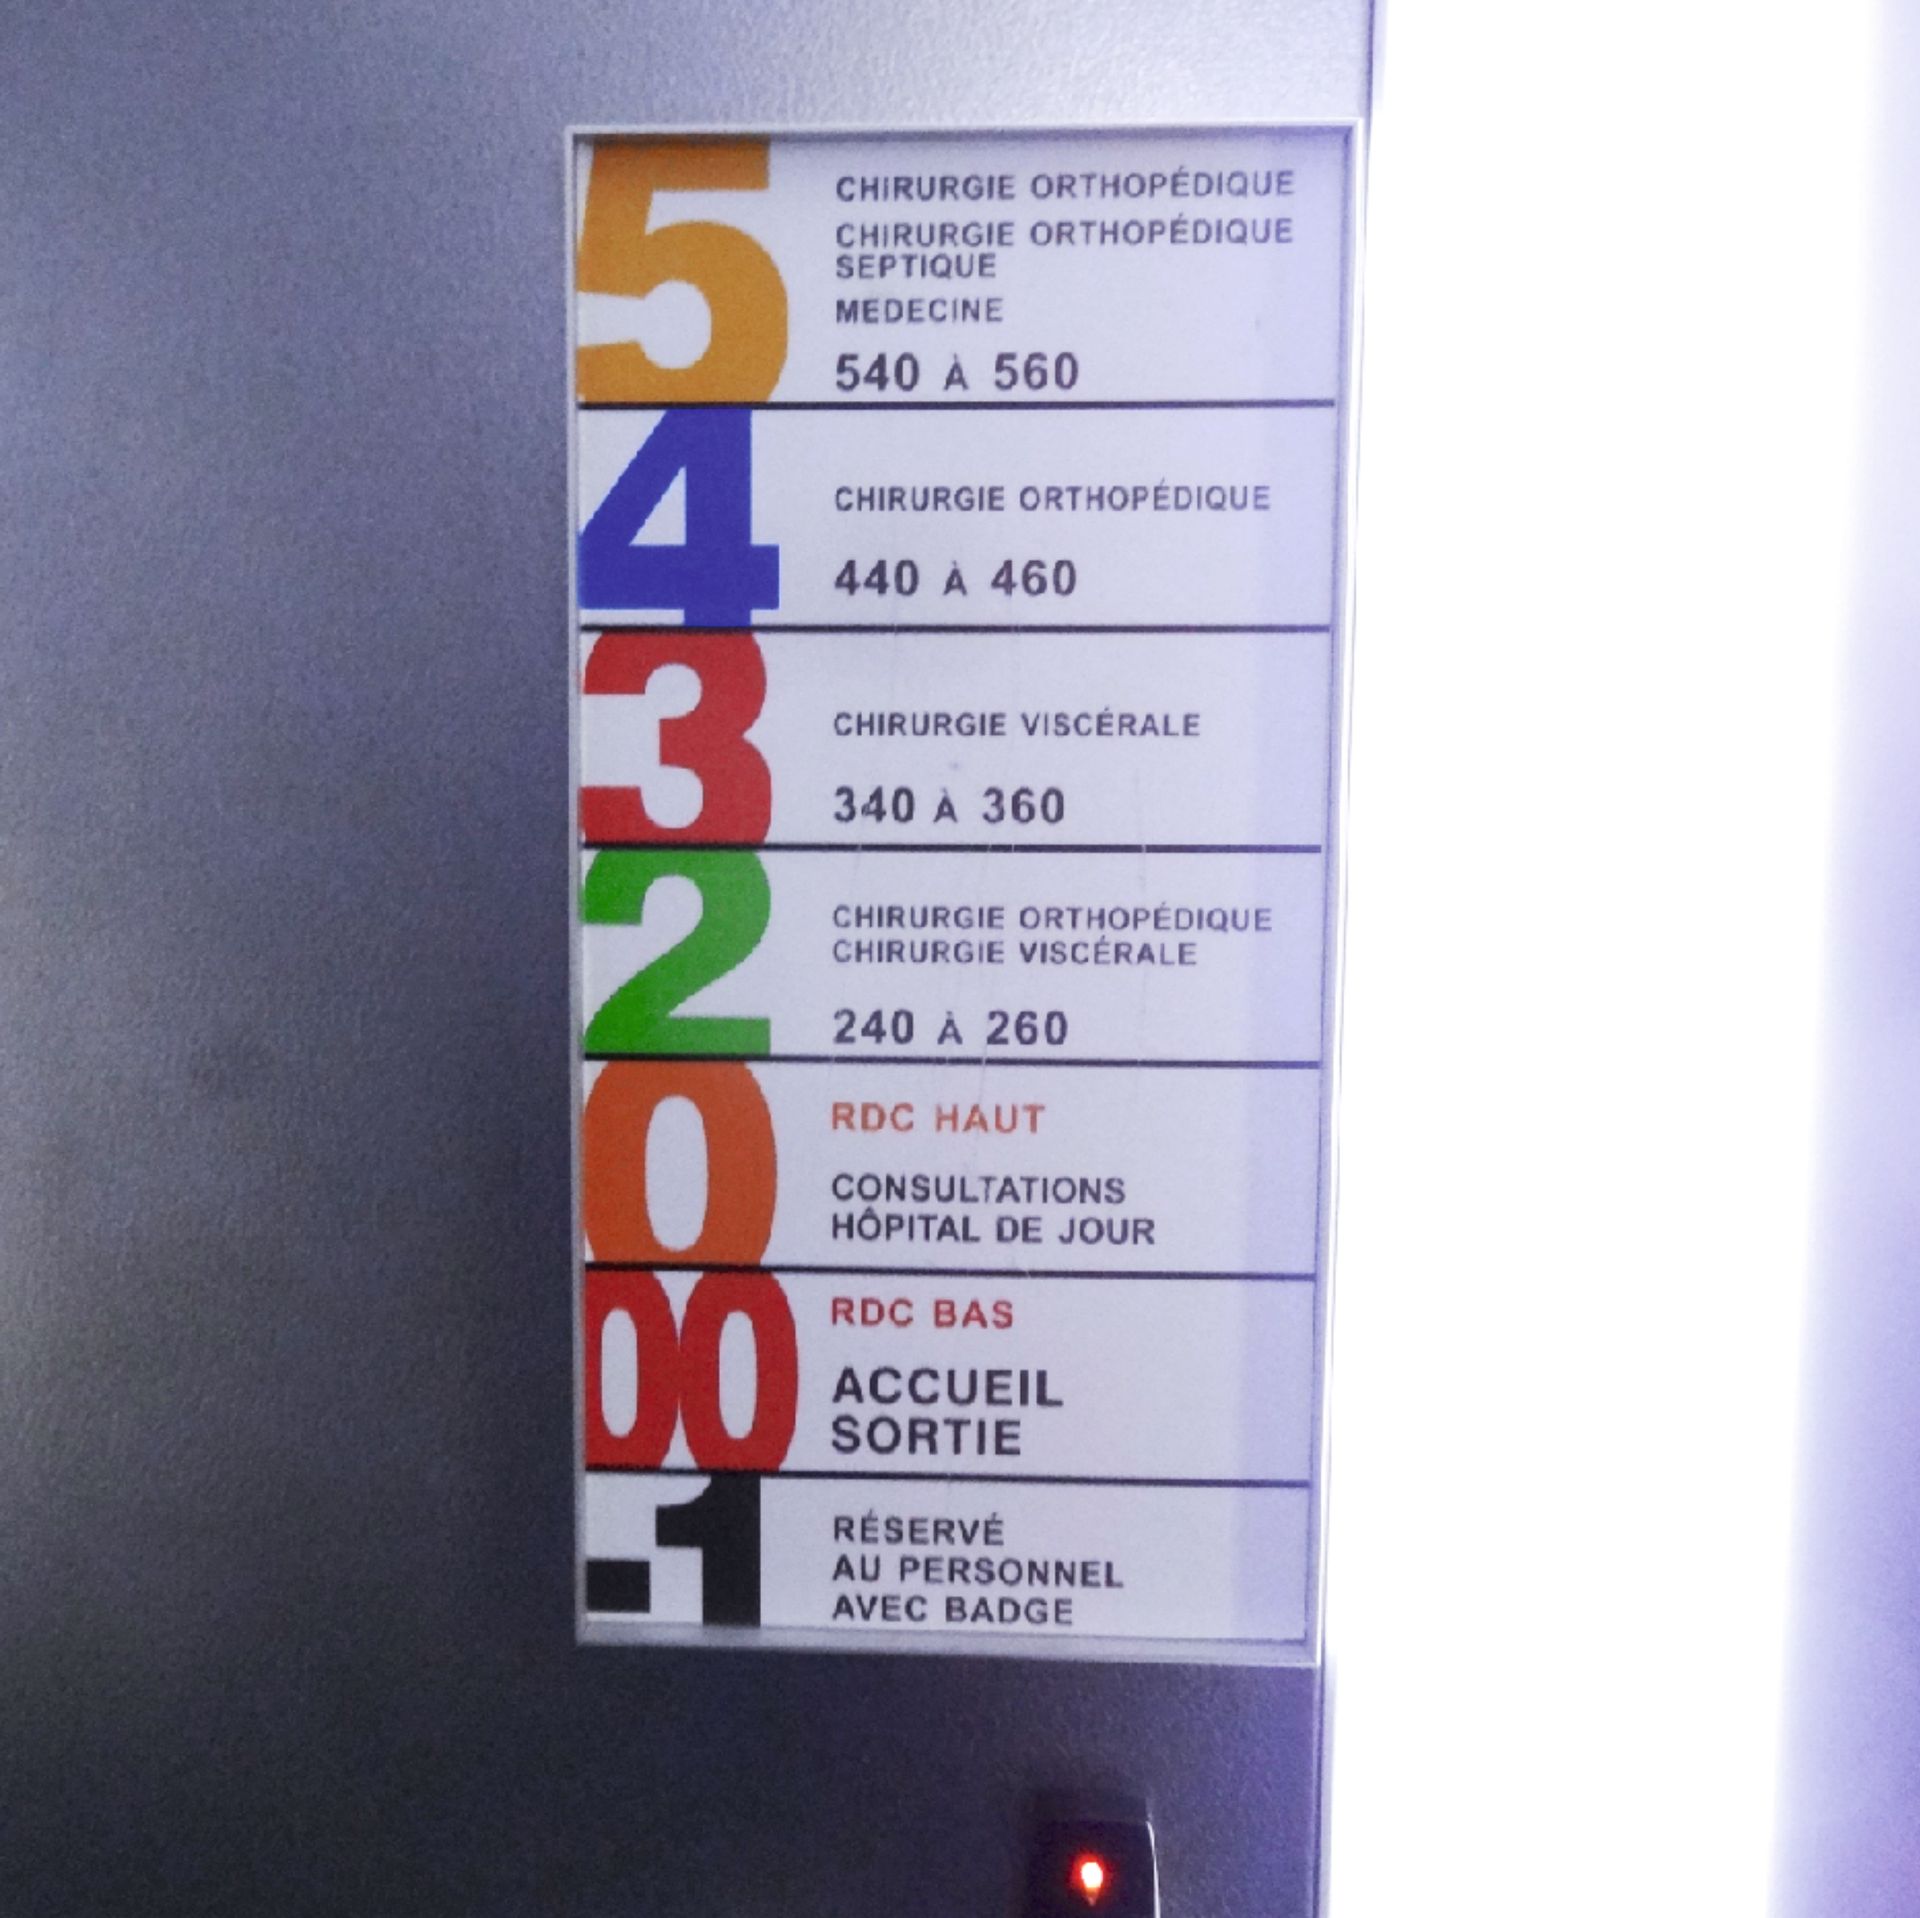 5
CHIRURGIE ORTHOPÉDIQUE
CHIRURGIE ORTHOPÉDIQUE
SEPTIQUE
MEDECINE
540 À 560
4
CHIRURGIE ORTHOPÉDIQUE
440 À 460
3
CHIRURGIE VISCÉRALE
340 À 360
2
CHIRURGIE ORTHOPÉDIQUE
CHIRURGIE VISCÉRALE
240 À 260
0
RDC HAUT
CONSULTATIONS
HÔPITAL DE JOUR
00
RDC BAS
ACCUEIL
SORTIE
-1
RÉSERVÉ
AU PERSONNEL
AVEC BADGE